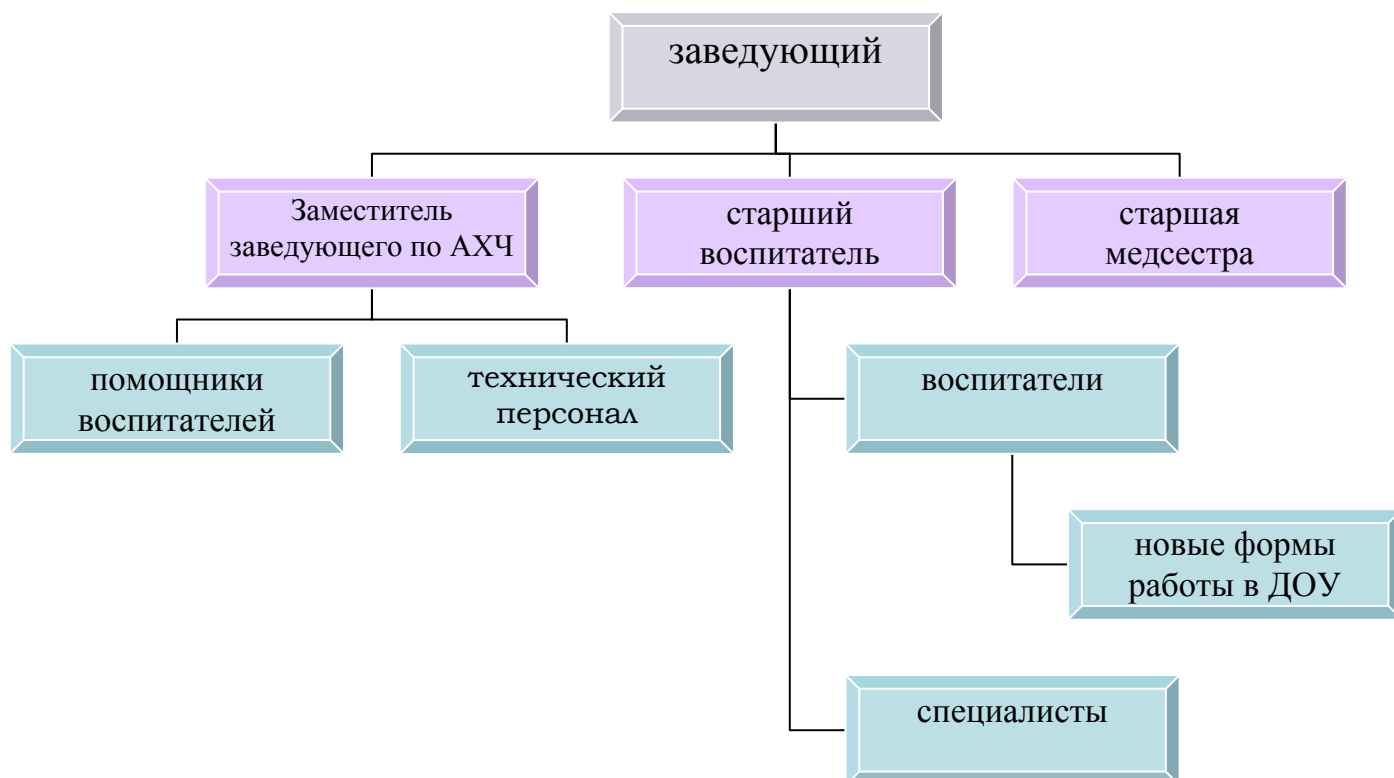 заведующий
Заместитель
заведующего по АХЧ
старший
воспитатель
старшая
медсестра
помощники
воспитателей
технический
персонал
воспитатели
новые формы
работы в ДОУ
специалисты